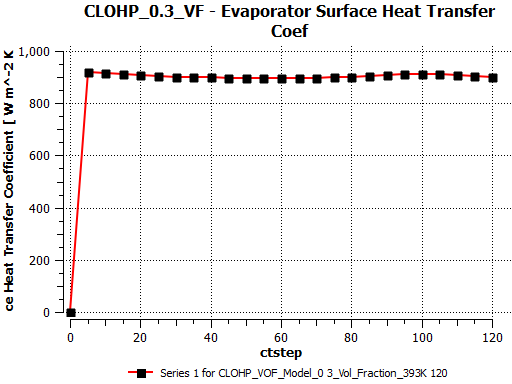 CLOHP_0.3_VF - Evaporator Surface Heat Transfer
Coef
ce Heat Transfer Coefficient [ W m^-2 K
1,000
800
600
400
200
0
0 20 40 60 80 100 120
ctstep
Series 1 for CLOHP_VOF_Model_0 3_Vol_Fraction_393K 120